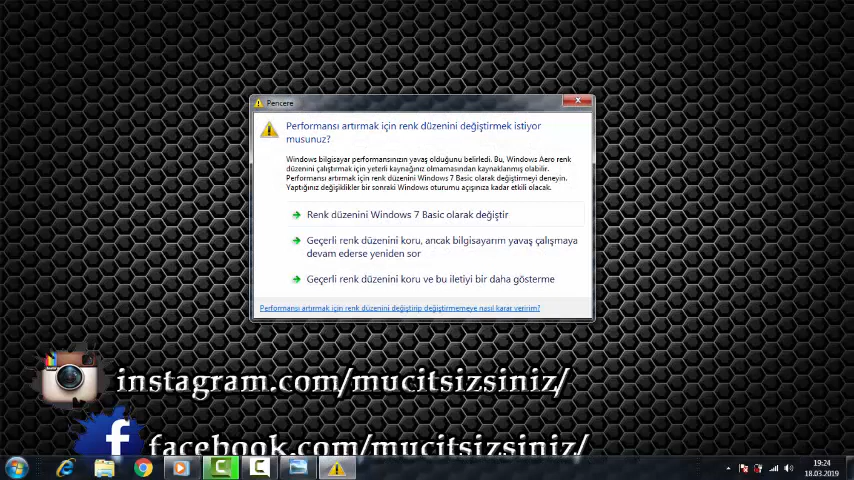 Pencere
Performansı artırmak için renk düzenini değiştirmek istiyor
musunuz?
Windows bilgisayar performansınızın yavaş olduğunu belirledi. Bu, Windows Aero renk
düzenini çalıştırmak için yeterli kaynağınız olmamasından kaynaklanmış olabilir.
Performansı artırmak için renk düzenini Windows 7 Basic olarak değiştirmeyi deneyin.
Yaptığınız değişiklikler bir sonraki Windows oturumu açışınıza kadar etkili olacak.
Renk düzenini Windows 7 Basic olarak değiştir
Geçerli renk düzenini koru, ancak bilgisayarım yavaş çalışmaya
devam ederse yeniden sor
Geçerli renk düzenini koru ve bu iletiyi bir daha gösterme
Performansı artırmak için renk düzenini değiştirip değiştirmemeye nasıl karar veririm?
instagram.com/mucitsizsiniz/
facebook.com/mucitsizsiniz/
19:24
18.03.2019